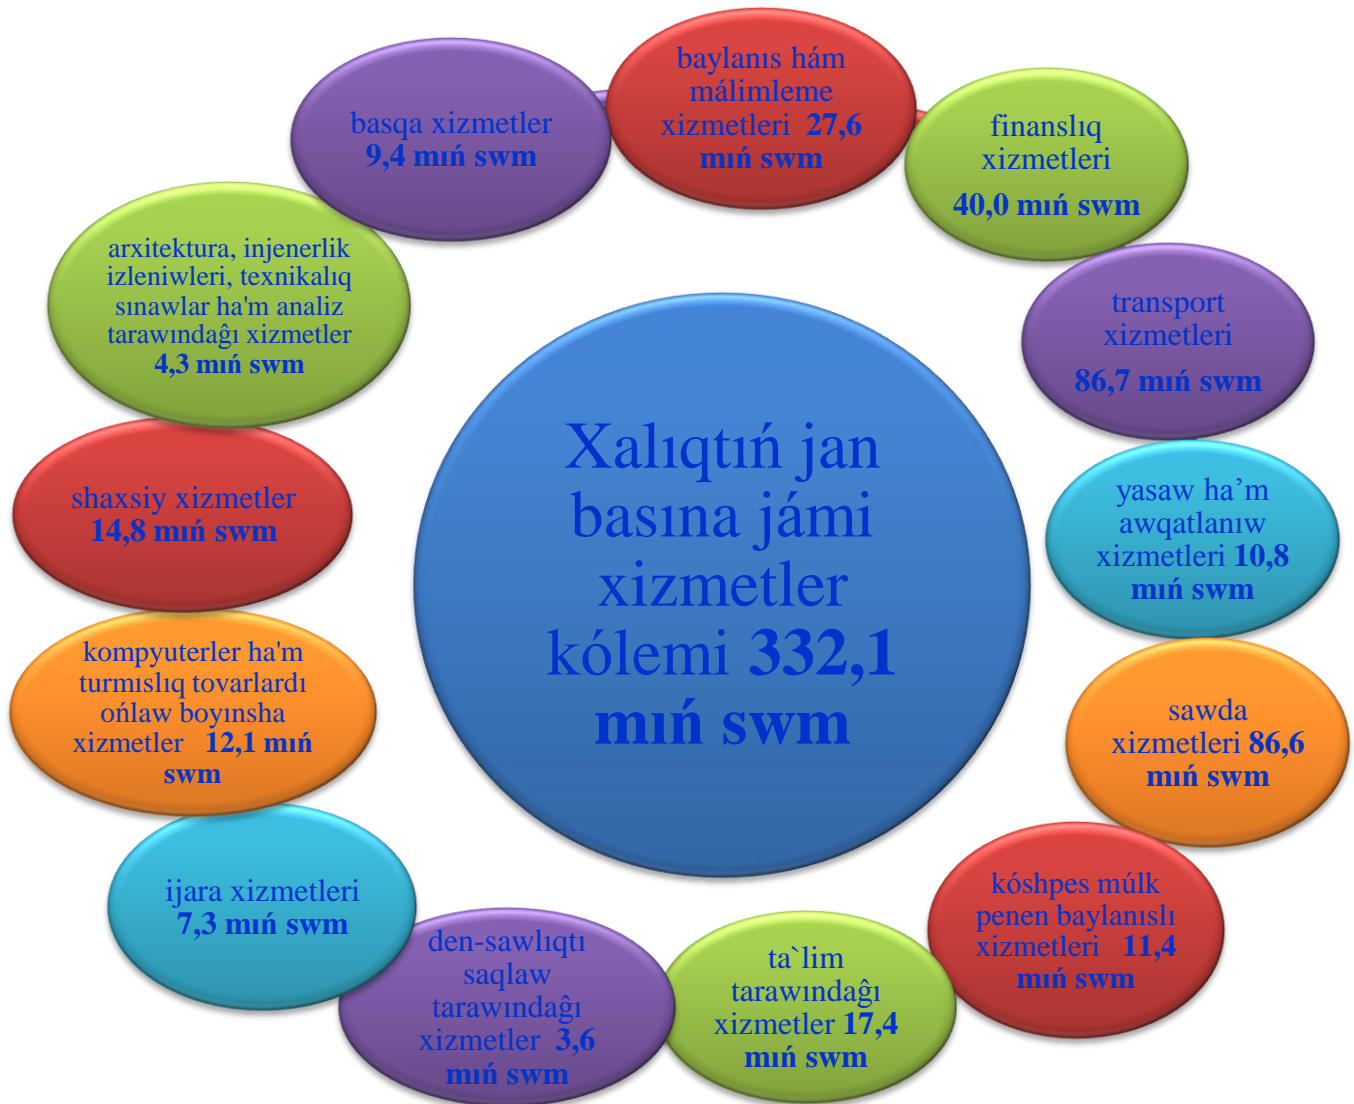 baylanıs hám
málimleme
xizmetleri 27,6
mıń swm
finanslıq
xizmetleri
40,0 mıń swm
transport
xizmetleri
86,7 mıń swm
yasaw ha’m
awqatlanıw
xizmetleri 10,8
mıń swm
sawda
xizmetleri 86,6
mıń swm
kóshpes múlk
penen baylanıslı
xizmetleri 11,4
mıń swm
ta`lim
tarawındaĝı
xizmetler 17,4
mıń swm
den-sawlıqtı
saqlaw
tarawındaĝı
xizmetler 3,6
mıń swm
ijara xizmetleri
7,3 mıń swm
kompyuterler ha'm
turmıslıq tovarlardı
ońlaw boyınsha
xizmetler 12,1 mıń
swm
shaxsiy xizmetler
14,8 mıń swm
arxitektura, injenerlik
izleniwleri, texnikalıq
sınawlar ha'm analiz
tarawındaĝı xizmetler
4,3 mıń swm
basqa xizmetler
9,4 mıń swm
Xalıqtıń jan
basına jámi
xizmetler
kólemi 332,1
mıń swm